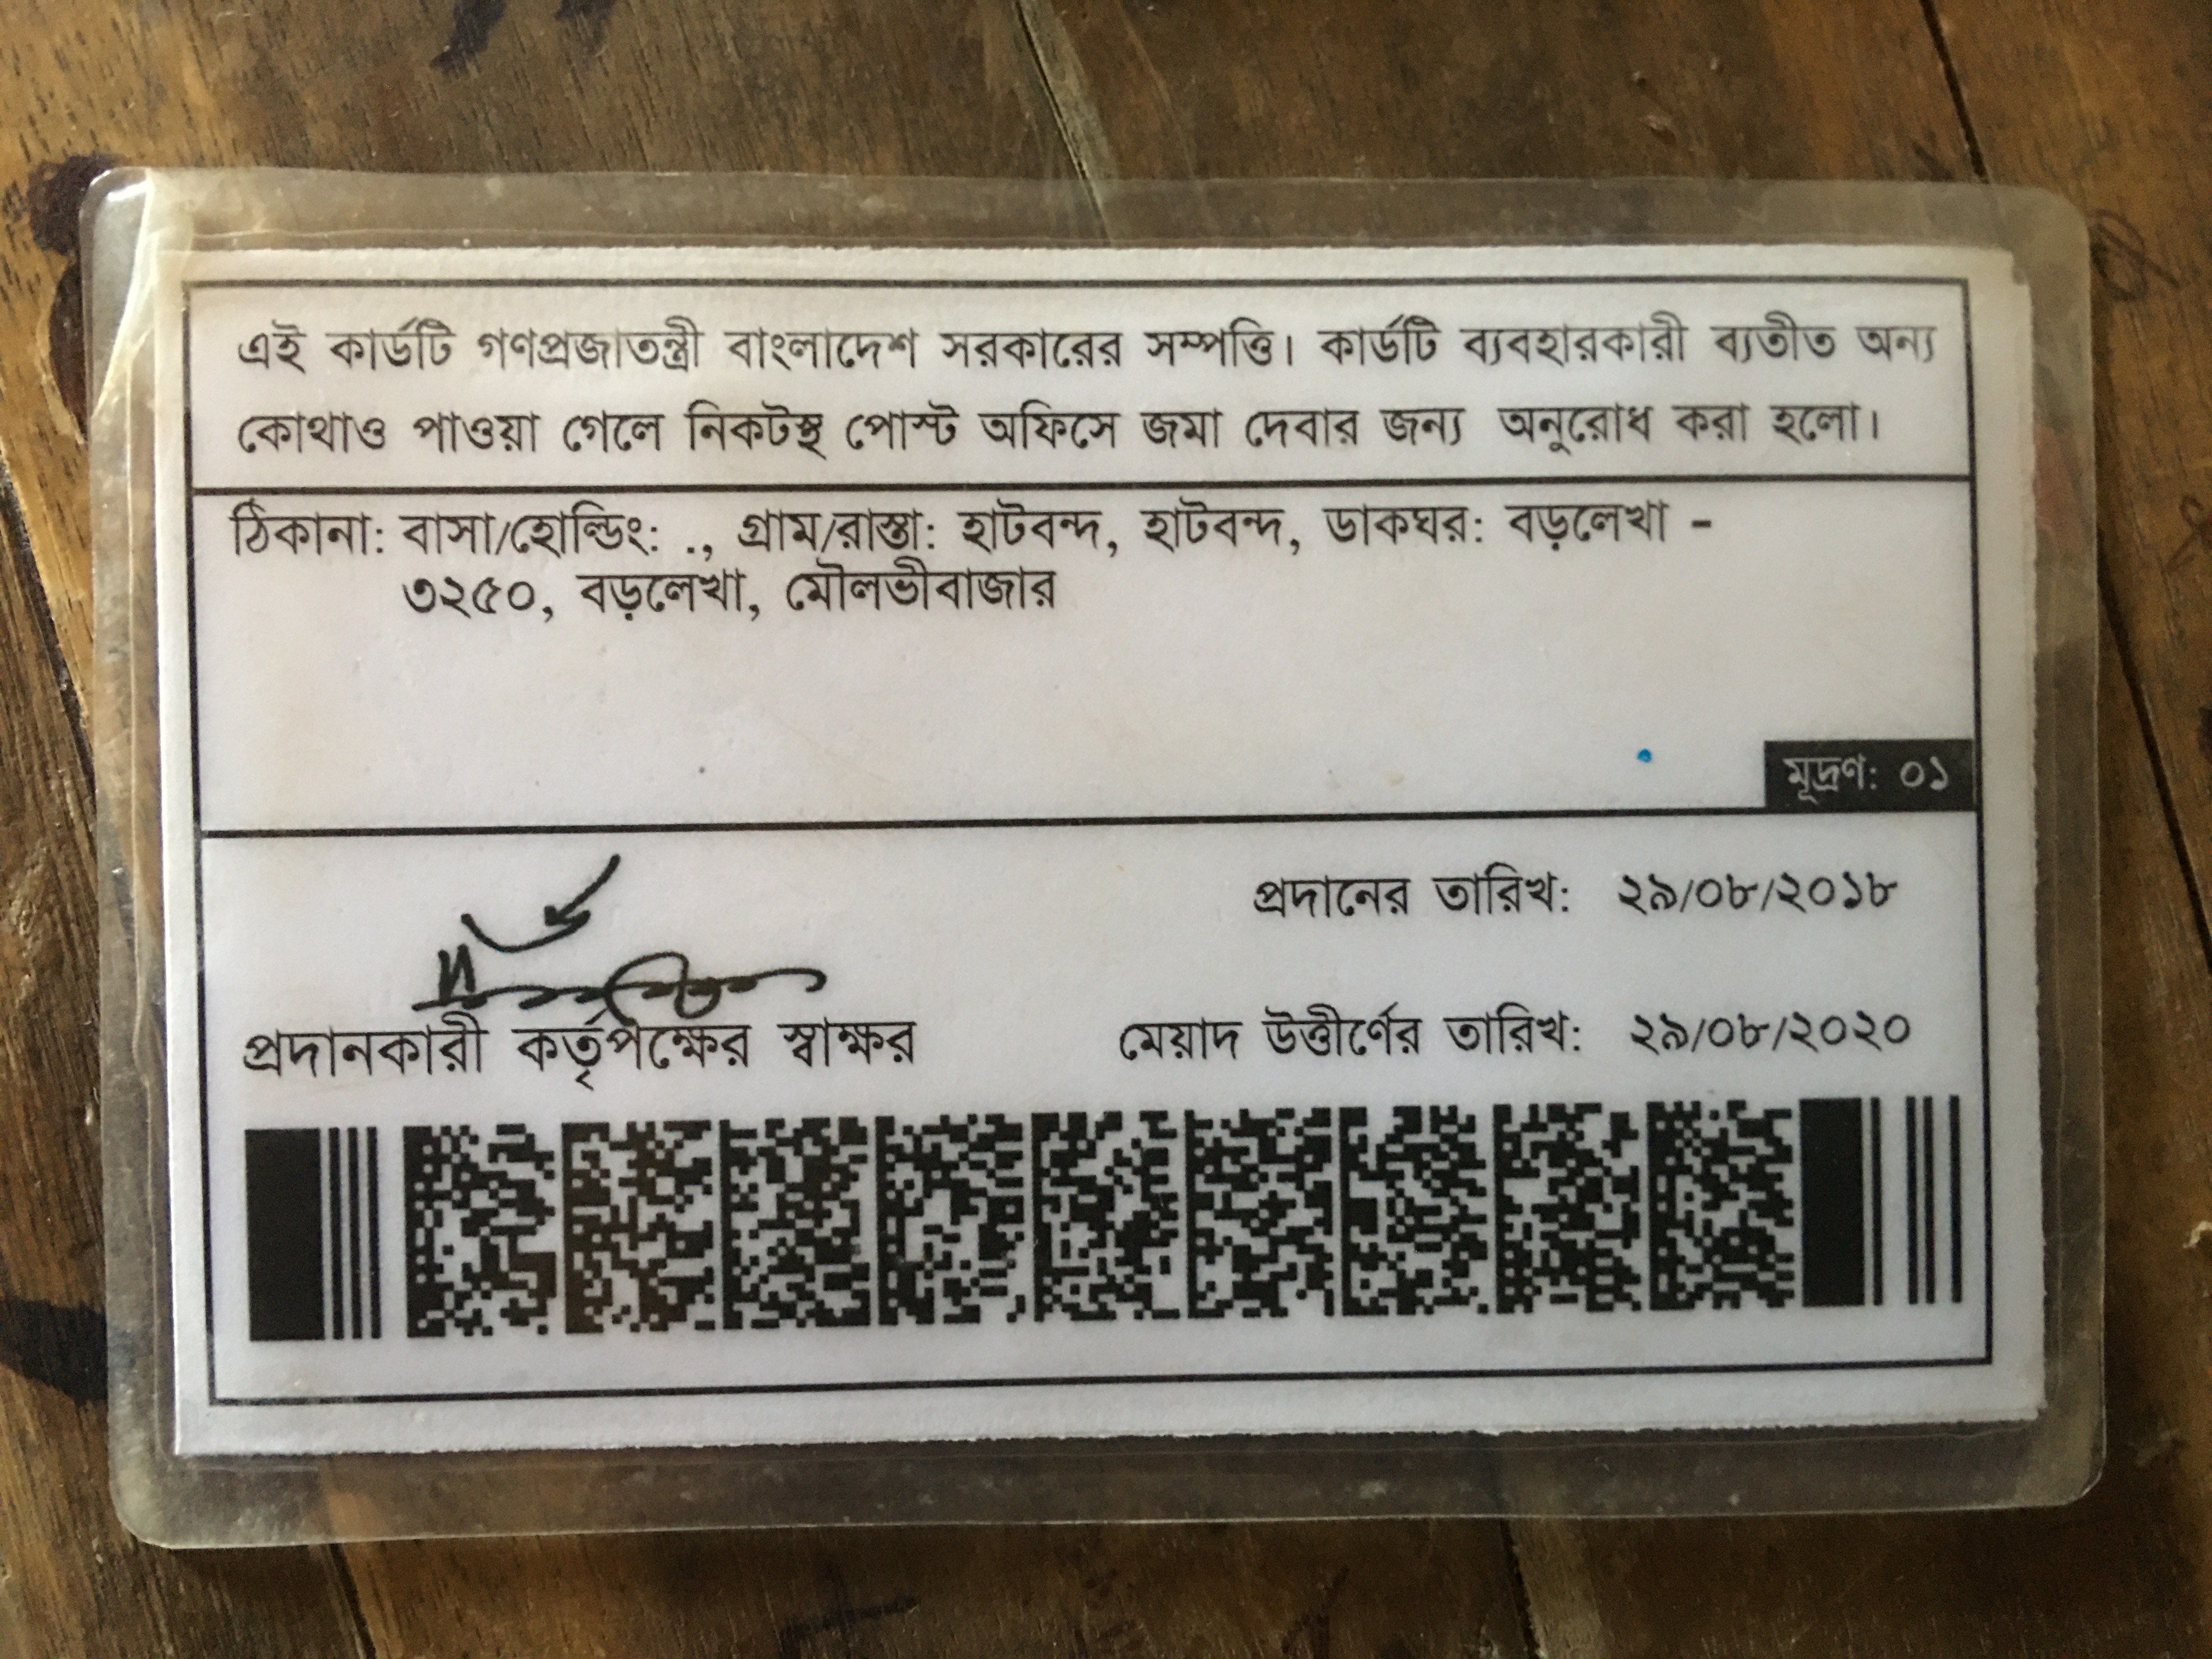 এই কার্ডটি গণপ্রজাতন্ত্রী বাংলাদেশ সরকারের সম্পত্তি। কার্ডটি ব্যবহারকারী ব্যতীত অন্য
কোথাও পাওয়া গেলে নিকটস্থ পোস্ট অফিসে জমা দেবার জন্য অনুরোধ করা হলো।
ঠিকানা: বাসা/হোল্ডিং: ., গ্রাম/রাস্তা: হাটবন্দ, হাটবন্দ, ডাকঘর: বড়লেখা -
৩২৫০, বড়লেখা, মৌলভীবাজার
মূদ্রণ: ০১
প্রদানের তারিখ: ২৯/০৮/২০১৮
প্রদানকারী কর্তৃপক্ষের স্বাক্ষর
মেয়াদ উত্তীর্ণের তারিখ: ২৯/০৮/২০২০